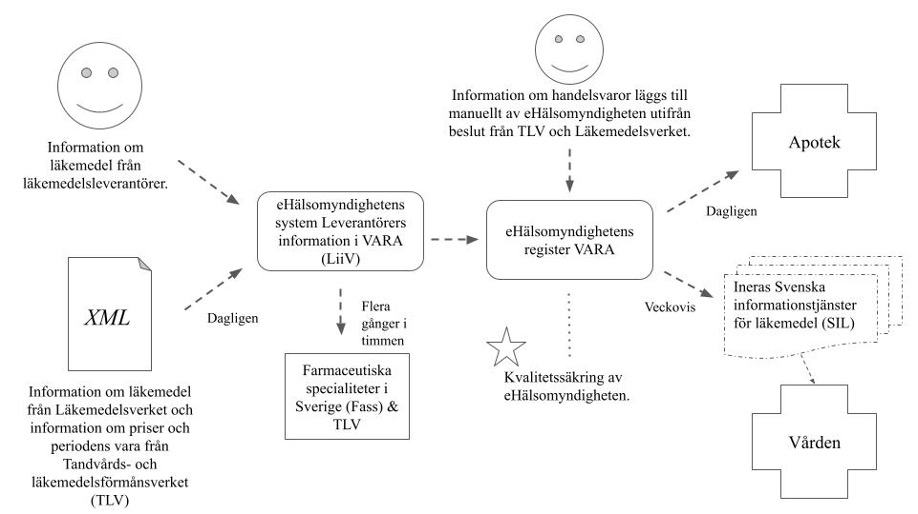 Information om
läkemedel från
läkemedelsleverantörer.
XML
Information om läkemedel
från Läkemedelsverket och
information om priser och
periodens vara från
Tandvårds- och
läkemedelsförmånsverket
(TLV)
Dagligen
eHälsomyndighetens
system Leverantörers
information i VARA
(LiiV)
Flera
gånger i
timmen
Farmaceutiska
specialiteter i
Sverige (Fass) &
TLV
Information om handelsvaror läggs till
manuellt av eHälsomyndigheten utifrån
beslut från TLV och Läkemedelsverket.
eHälsomyndighetens
register VARA
Kvalitetssäkring av
eHälsomyndigheten.
Dagligen
Apotek
Veckovis
Ineras Svenska
informationstjänster
för läkemedel (SIL)
Vården